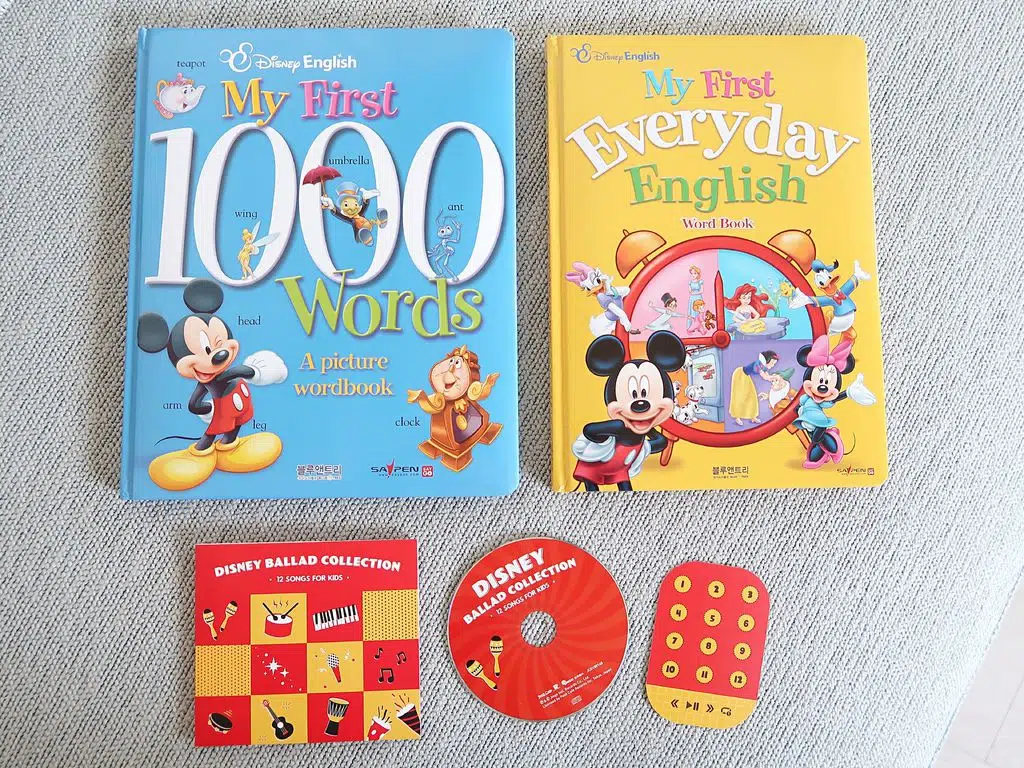 Disney English
teapot
My First
1000
umbrella
wing
ant
Words
head
A picture
wordbook
arm
leg
clock
블루앤트리
SAYPEN
SAY
GO
Disney English
My First
Everyday
English
Word Book
블루앤트리
SAYPEN
DISNEY BALLAD COLLECTION
• 12 SONGS FOR KIDS •
DISNEY
BALLAD COLLECTION
• 12 SONGS FOR KIDS •
1 2 3
4 5 6
7 8 9
10 11 12